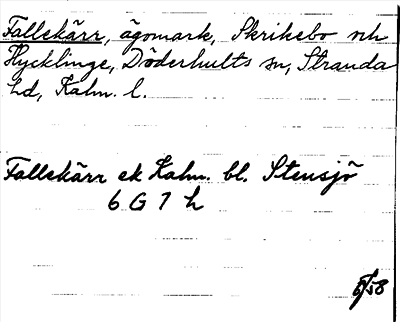 Fallekärr, ägomark, Skrikebo och
Hycklinge, Döderhults sn, Stranda
hd, Kalm. l.
Fallekärr ek Kalm. bl. Stensjö
6 G 7 h